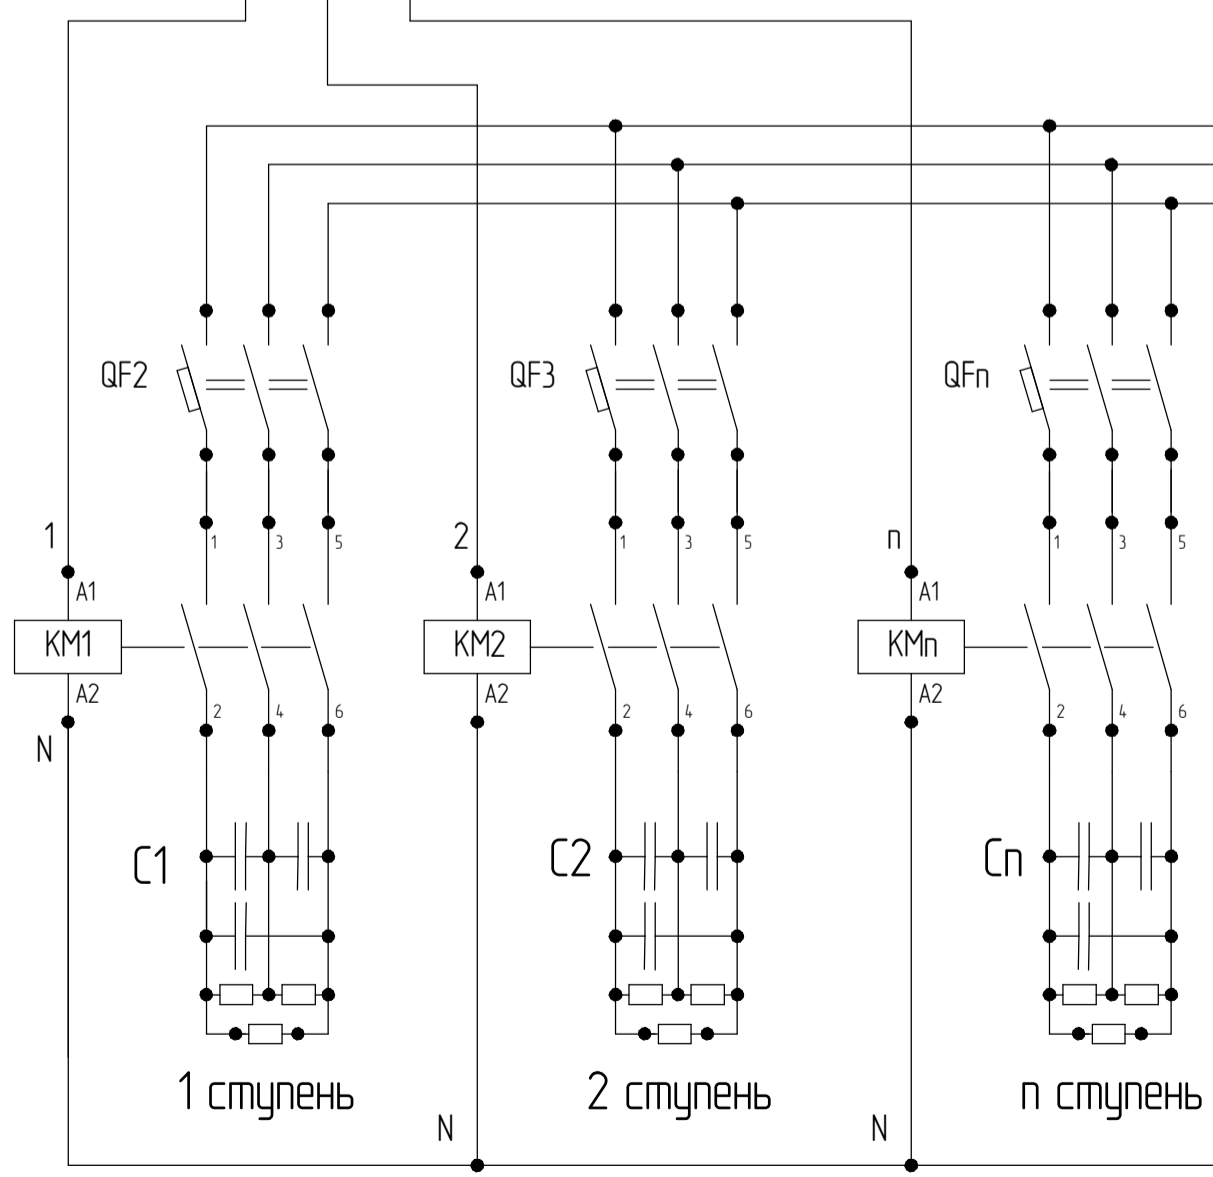 QF2 QF3 QFn
1 2 n
1 3 5 1 3 5 1 3 5
A1 A1 A1
KM1 KM2 KMn
A2 A2 A2
2 4 6 2 4 6 2 4 6
N
C1 C2 Cn
1 ступень 2 ступень n ступень
N N